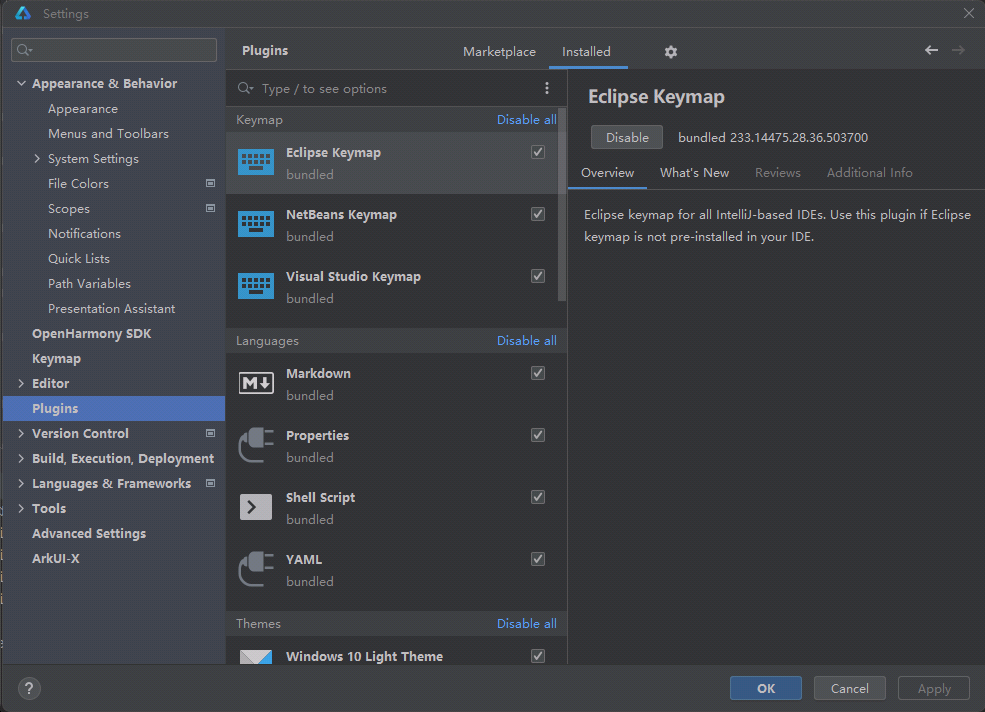 Settings
Appearance & Behavior
Appearance
Menus and Toolbars
System Settings
File Colors
Scopes
Notifications
Quick Lists
Path Variables
Presentation Assistant
OpenHarmony SDK
Keymap
Editor
Plugins
Version Control
Build, Execution, Deployment
Languages & Frameworks
Tools
Advanced Settings
ArkUI-X
Plugins
Marketplace
Installed
Type / to see options
Keymap
Disable all
Eclipse Keymap
bundled
NetBeans Keymap
bundled
Visual Studio Keymap
bundled
Languages
Disable all
Markdown
bundled
Properties
bundled
Shell Script
bundled
YAML
bundled
Themes
Disable all
Windows 10 Light Theme
Eclipse Keymap
Disable
bundled 233.14475.28.36.503700
Overview
What's New
Reviews
Additional Info
Eclipse keymap for all IntelliJ-based IDEs. Use this plugin if Eclipse
keymap is not pre-installed in your IDE.
?
OK
Cancel
Apply